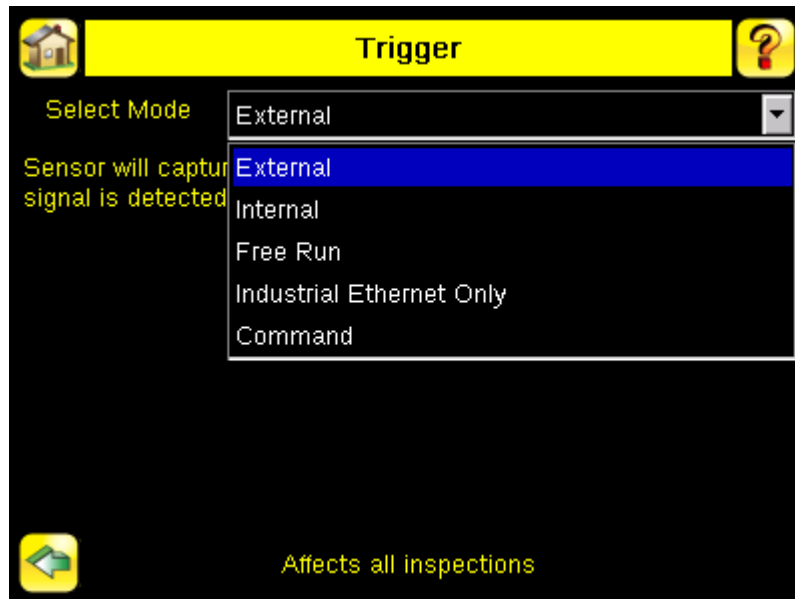 Trigger
?
Select Mode
External
Sensor will captur
signal is detected
External
Internal
Free Run
Industrial Ethernet Only
Command
Affects all inspections